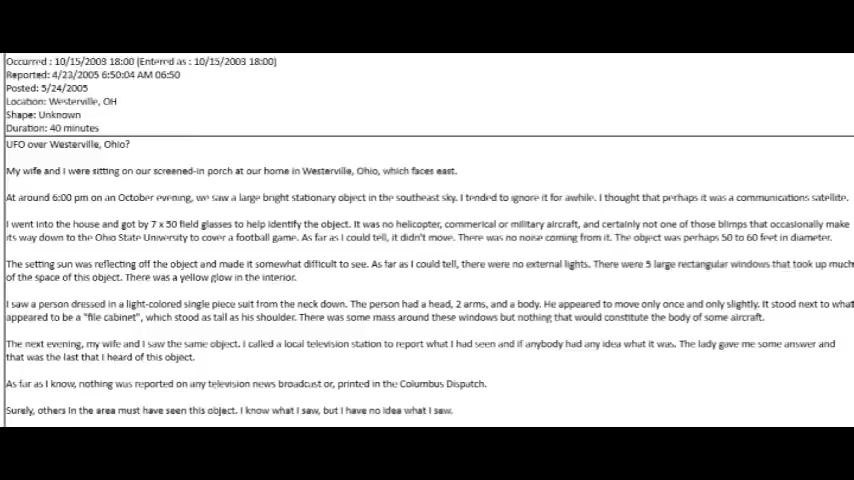 Occurred : 10/15/2003 18:00 (Entered as : 10/15/2003 18:00)
Reported: 4/23/2005 6:50:04 AM 06:50
Posted: 5/24/2005
Location: Westerville, OH
Shape: Unknown
Duration: 40 minutes
UFO over Westerville, Ohio?
My wife and I were sitting on our screened-in porch at our home in Westerville, Ohio, which faces east.
At around 6:00 pm on an October evening, we saw a large bright stationary object in the southeast sky. I tended to ignore it for awhile. I thought that perhaps it was a communications satellite.
I went into the house and got by 7 x 50 field glasses to help identify the object. It was no helicopter, commerical or military aircraft, and certainly not one of those blimps that occasionally make
its way down to the Ohio State University to cover a football game. As far as I could tell, it didn't move. There was no noise coming from it. The object was perhaps 50 to 60 feet in diameter.
The setting sun was reflecting off the object and made it somewhat difficult to see. As far as I could tell, there were no external lights. There were 5 large rectangular windows that took up much
of the space of this object. There was a yellow glow in the interior.
I saw a person dressed in a light-colored single piece suit from the neck down. The person had a head, 2 arms, and a body. He appeared to move only once and only slightly. It stood next to what
appeared to be a "file cabinet", which stood as tall as his shoulder. There was some mass around these windows but nothing that would constitute the body of some aircraft.
The next evening, my wife and I saw the same object. I called a local television station to report what I had seen and if anybody had any idea what it was. The lady gave me some answer and
that was the last that I heard of this object.
As far as I know, nothing was reported on any television news broadcast or, printed in the Columbus Dispatch.
Surely, others in the area must have seen this object. I know what I saw, but I have no idea what I saw.